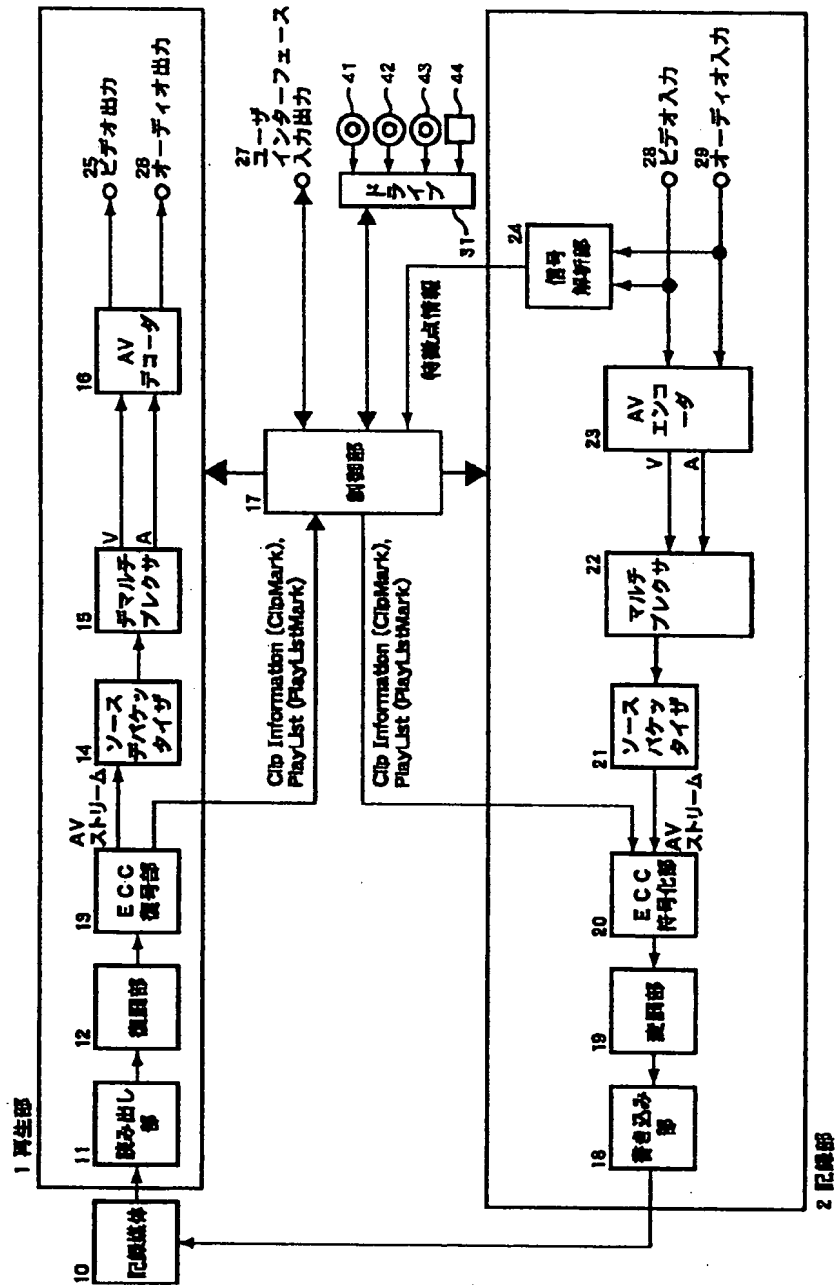 1 再生部
10
記録媒体
11
読み出し
部
12
復調部
13
ECC
復号部
AV
ストリーム
14
ソース
デパケッ
タイザ
15
デマルチ
プレクサ
V
A
16
AV
デコーダ
25
ビデオ出力
26
オーディオ出力
Clip Information (ClipMark),
PlayList (PlayListMark)
Clip Information (ClipMark),
PlayList (PlayListMark)
17
制御部
27
ユーザ
インターフェース
入力出力
31
ドライブ
41
42
43
44
特徴点情報
2 記録部
18
書き込み
部
19
変調部
20
ECC
符号化部
AV
ストリーム
21
ソース
パケッ
タイザ
22
マルチ
プレクサ
V
A
23
AV
エンコ
ーダ
24
信号
解析部
28
ビデオ入力
29
オーディオ入力